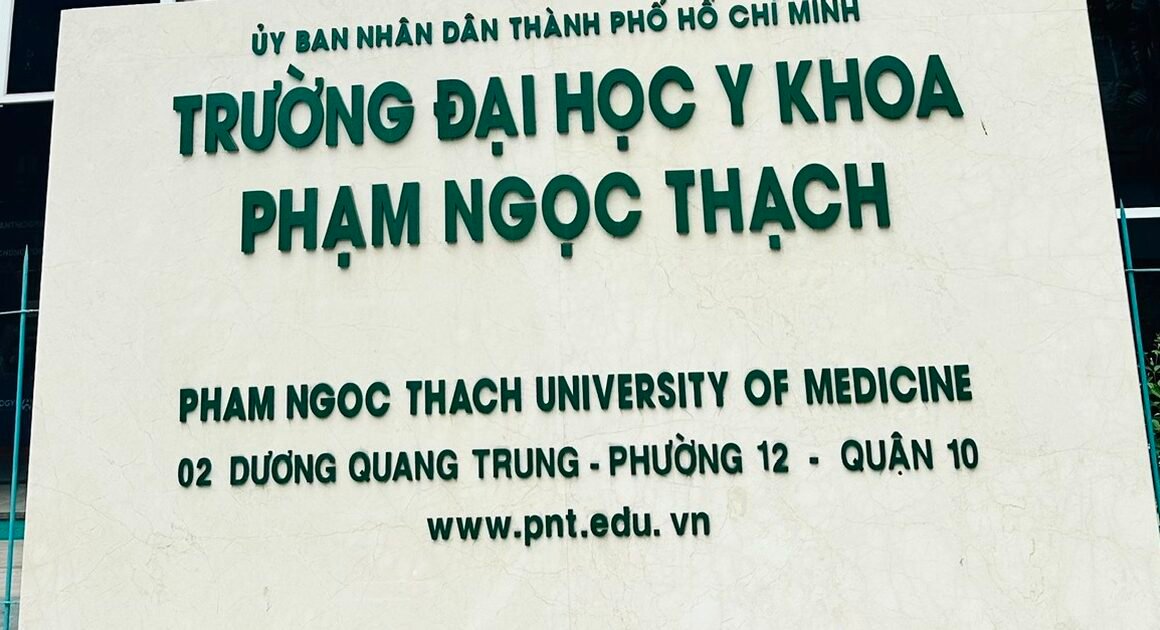 ỦY BAN NHÂN DÂN THÀNH PHỐ HỒ CHÍ MINH
TRƯỜNG ĐẠI HỌC Y KHOA
PHẠM NGỌC THẠCH
PHAM NGOC THACH UNIVERSITY OF MEDICINE
02 DƯƠNG QUANG TRUNG - PHƯỜNG 12 - QUẬN 10
www.pnt.edu. vn